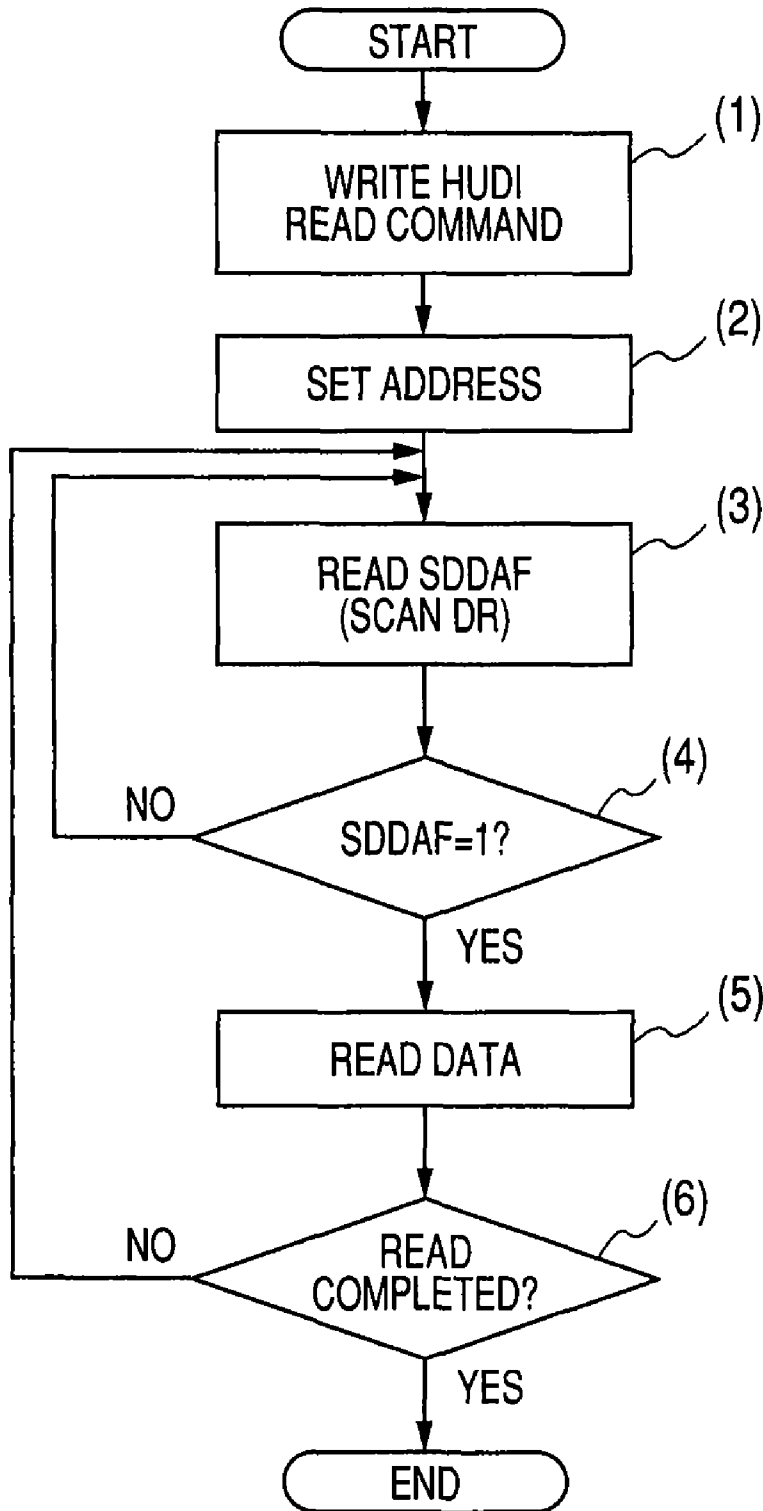 START
(1)
WRITE HUDI
READ COMMAND
(2)
SET ADDRESS
(3)
READ SDDAF
(SCAN DR)
(4)
NO
SDDAF=1?
YES
(5)
READ DATA
(6)
NO
READ
COMPLETED?
YES
END